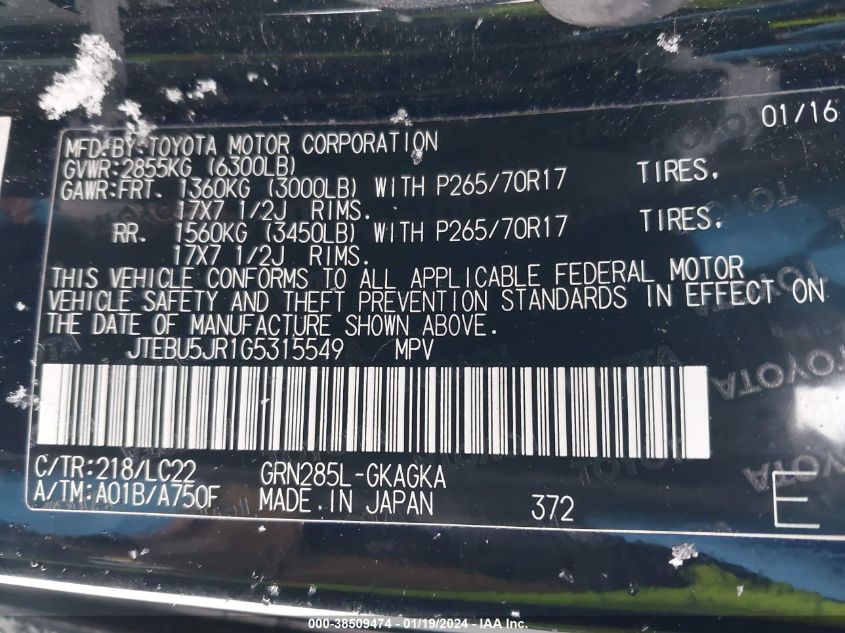 01/16
MFD BY:TOYOTA MOTOR CORPORATION
GVWR:2855KG (6300LB)
GAWR:FRT. 1360KG (3000LB) WITH P265/70R17 TIRES.
17X7 1/2J RIMS.
RR. 1560KG (3450LB) WITH P265/70R17 TIRES.
17X7 1/2J RIMS.
THIS VEHICLE CONFORMS TO ALL APPLICABLE FEDERAL MOTOR
VEHICLE SAFETY AND THEFT PREVENTION STANDARDS IN EFFECT ON
THE DATE OF MANUFACTURE SHOWN ABOVE.
JTEBU5JR1G5315549 MPV
C/TR:218/LC22 GRN285L-GKAGKA
A/TM:A01B/A750F MADE IN JAPAN 372 E
TOYOTA
000-38509474 - 01/19/2024 - IAA Inc.